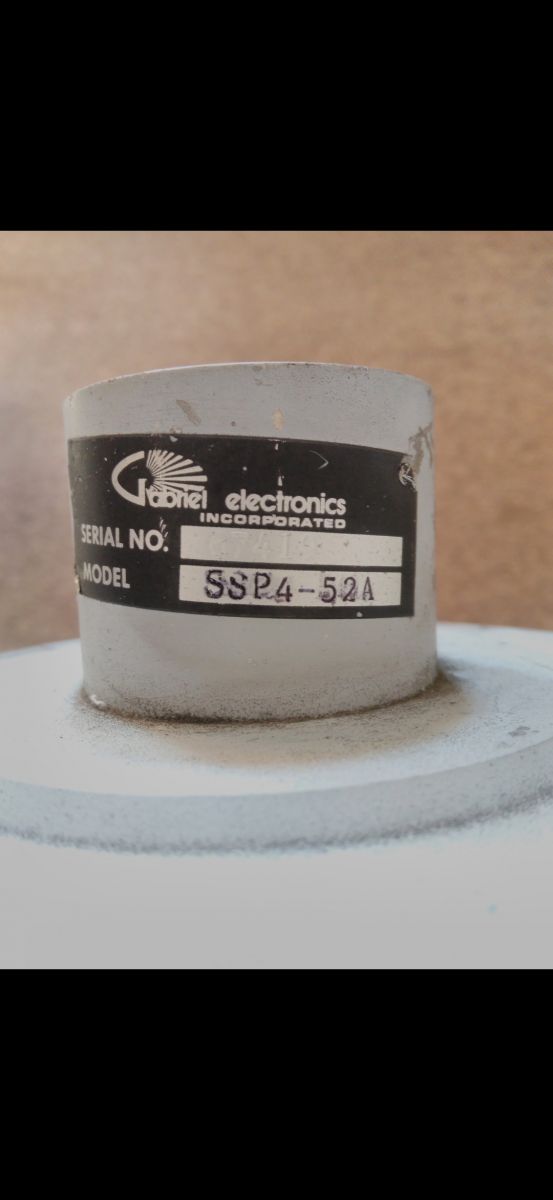 Gabriel electronics
INCORPORATED
SERIAL NO.
MODEL SSP4-52A